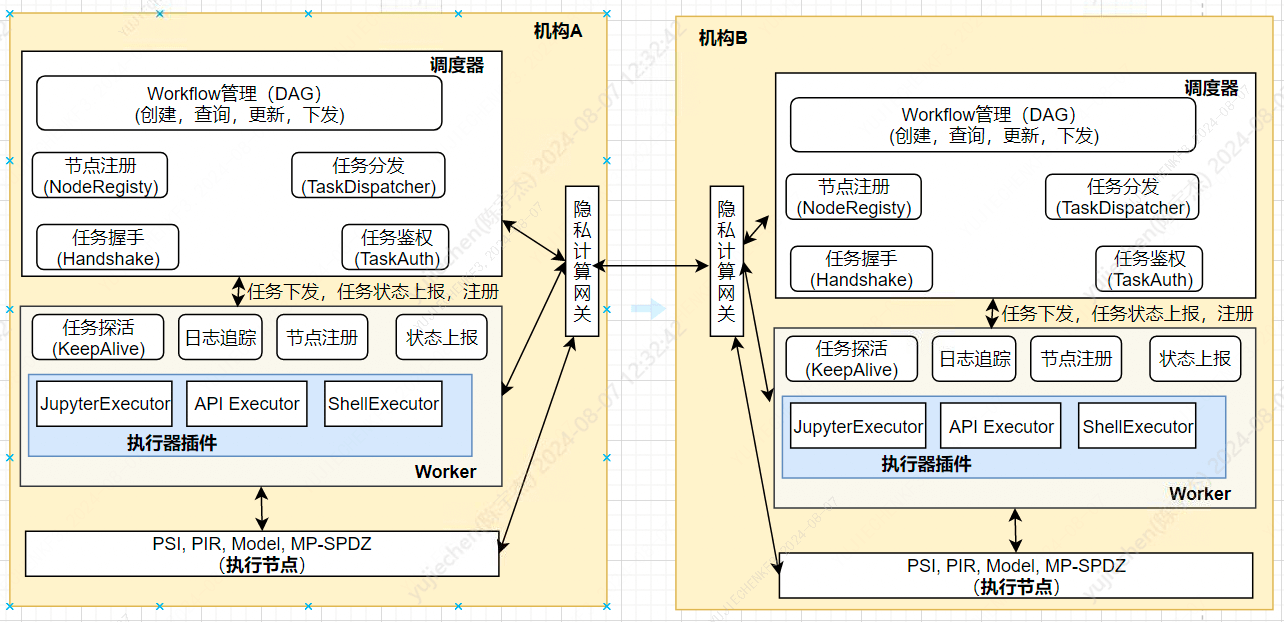 机构A
调度器
Workflow管理（DAG）
(创建，查询，更新，下发)
节点注册
(NodeRegisty)
任务分发
(TaskDispatcher)
任务握手
(Handshake)
任务鉴权
(TaskAuth)
任务下发，任务状态上报，注册
任务探活
(KeepAlive)
日志追踪
节点注册
状态上报
JupyterExecutor
API Executor
ShellExecutor
执行器插件
Worker
PSI, PIR, Model, MP-SPDZ
（执行节点）
隐私计算网关
隐私计算网关
机构B
调度器
Workflow管理（DAG）
(创建，查询，更新，下发)
节点注册
(NodeRegisty)
任务分发
(TaskDispatcher)
任务握手
(Handshake)
任务鉴权
(TaskAuth)
任务下发，任务状态上报，注册
任务探活
(KeepAlive)
日志追踪
节点注册
状态上报
JupyterExecutor
API Executor
ShellExecutor
执行器插件
Worker
PSI, PIR, Model, MP-SPDZ
（执行节点）